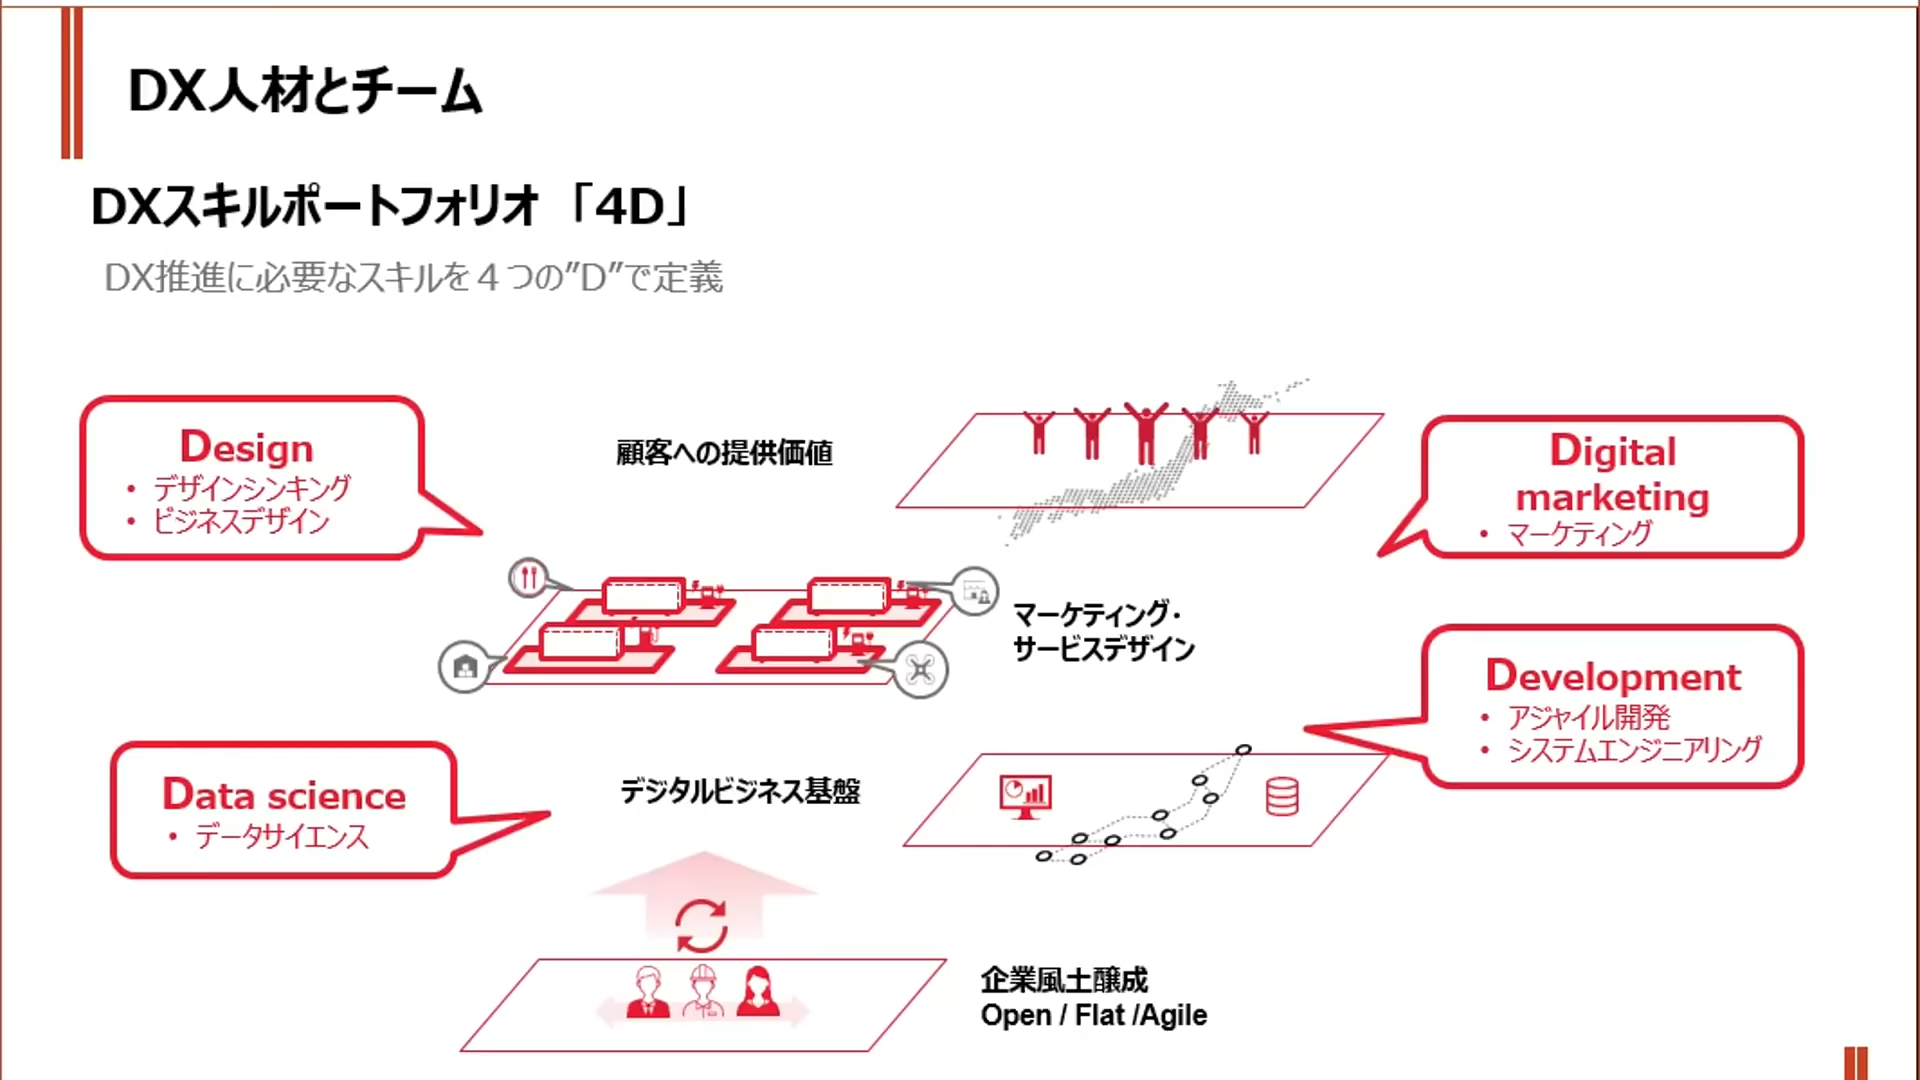 DX人材とチーム
DXスキルポートフォリオ「4D」
DX推進に必要なスキルを４つの”D”で定義
Design
• デザインシンキング
• ビジネスデザイン
顧客への提供価値
Digital
marketing
• マーケティング
マーケティング・
サービスデザイン
Development
• アジャイル開発
• システムエンジニアリング
Data science
• データサイエンス
デジタルビジネス基盤
企業風土醸成
Open / Flat /Agile